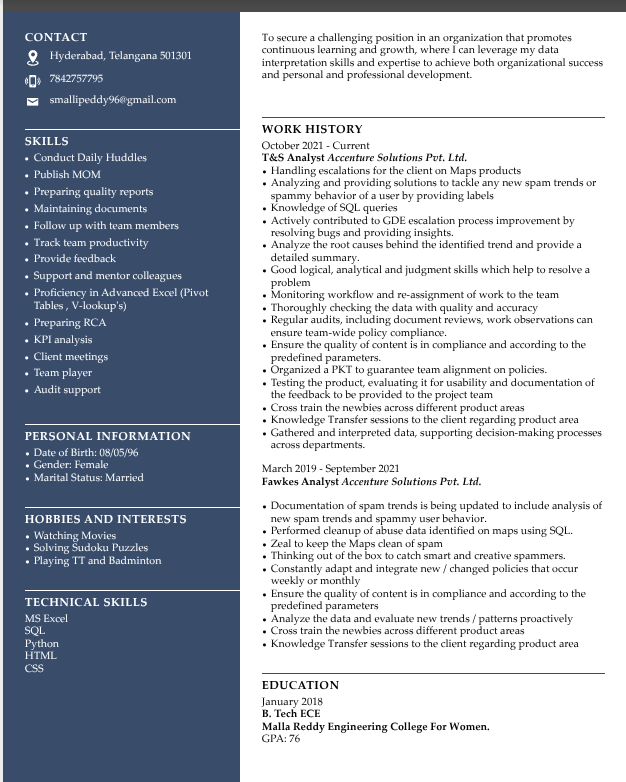 CONTACT
Hyderabad, Telangana 501301
7842757795
smallipeddy96@gmail.com
SKILLS
• Conduct Daily Huddles
• Publish MOM
• Preparing quality reports
• Maintaining documents
• Follow up with team members
• Track team productivity
• Provide feedback
• Support and mentor colleagues
• Proficiency in Advanced Excel (Pivot
Tables , V-lookup's)
• Preparing RCA
• KPI analysis
• Client meetings
• Team player
• Audit support
PERSONAL INFORMATION
• Date of Birth: 08/05/96
• Gender: Female
• Marital Status: Married
HOBBIES AND INTERESTS
• Watching Movies
• Solving Sudoku Puzzles
• Playing TT and Badminton
TECHNICAL SKILLS
MS Excel
SQL
Python
HTML
CSS
To secure a challenging position in an organization that promotes
continuous learning and growth, where I can leverage my data
interpretation skills and expertise to achieve both organizational success
and personal and professional development.
WORK HISTORY
October 2021 - Current
T&S Analyst Accenture Solutions Pvt. Ltd.
• Handling escalations for the client on Maps products
• Analyzing and providing solutions to tackle any new spam trends or
spammy behavior of a user by providing labels
• Knowledge of SQL queries
• Actively contributed to GDE escalation process improvement by
resolving bugs and providing insights.
• Analyze the root causes behind the identified trend and provide a
detailed summary.
• Good logical, analytical and judgment skills which help to resolve a
problem
• Monitoring workflow and re-assignment of work to the team
• Thoroughly checking the data with quality and accuracy
• Regular audits, including document reviews, work observations can
ensure team-wide policy compliance.
• Ensure the quality of content is in compliance and according to the
predefined parameters.
• Organized a PKT to guarantee team alignment on policies.
• Testing the product, evaluating it for usability and documentation of
the feedback to be provided to the project team
• Cross train the newbies across different product areas
• Knowledge Transfer sessions to the client regarding product area
• Gathered and interpreted data, supporting decision-making processes
across departments.
March 2019 - September 2021
Fawkes Analyst Accenture Solutions Pvt. Ltd.
• Documentation of spam trends is being updated to include analysis of
new spam trends and spammy user behavior.
• Performed cleanup of abuse data identified on maps using SQL.
• Zeal to keep the Maps clean of spam
• Thinking out of the box to catch smart and creative spammers.
• Constantly adapt and integrate new / changed policies that occur
weekly or monthly
• Ensure the quality of content is in compliance and according to the
predefined parameters
• Analyze the data and evaluate new trends / patterns proactively
• Cross train the newbies across different product areas
• Knowledge Transfer sessions to the client regarding product area
EDUCATION
January 2018
B. Tech ECE
Malla Reddy Engineering College For Women.
GPA: 76